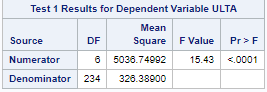 Test 1 Results for Dependent Variable ULTA
Source DF Mean Square F Value Pr > F
Numerator 6 5036.74992 15.43 <.0001
Denominator 234 326.38900